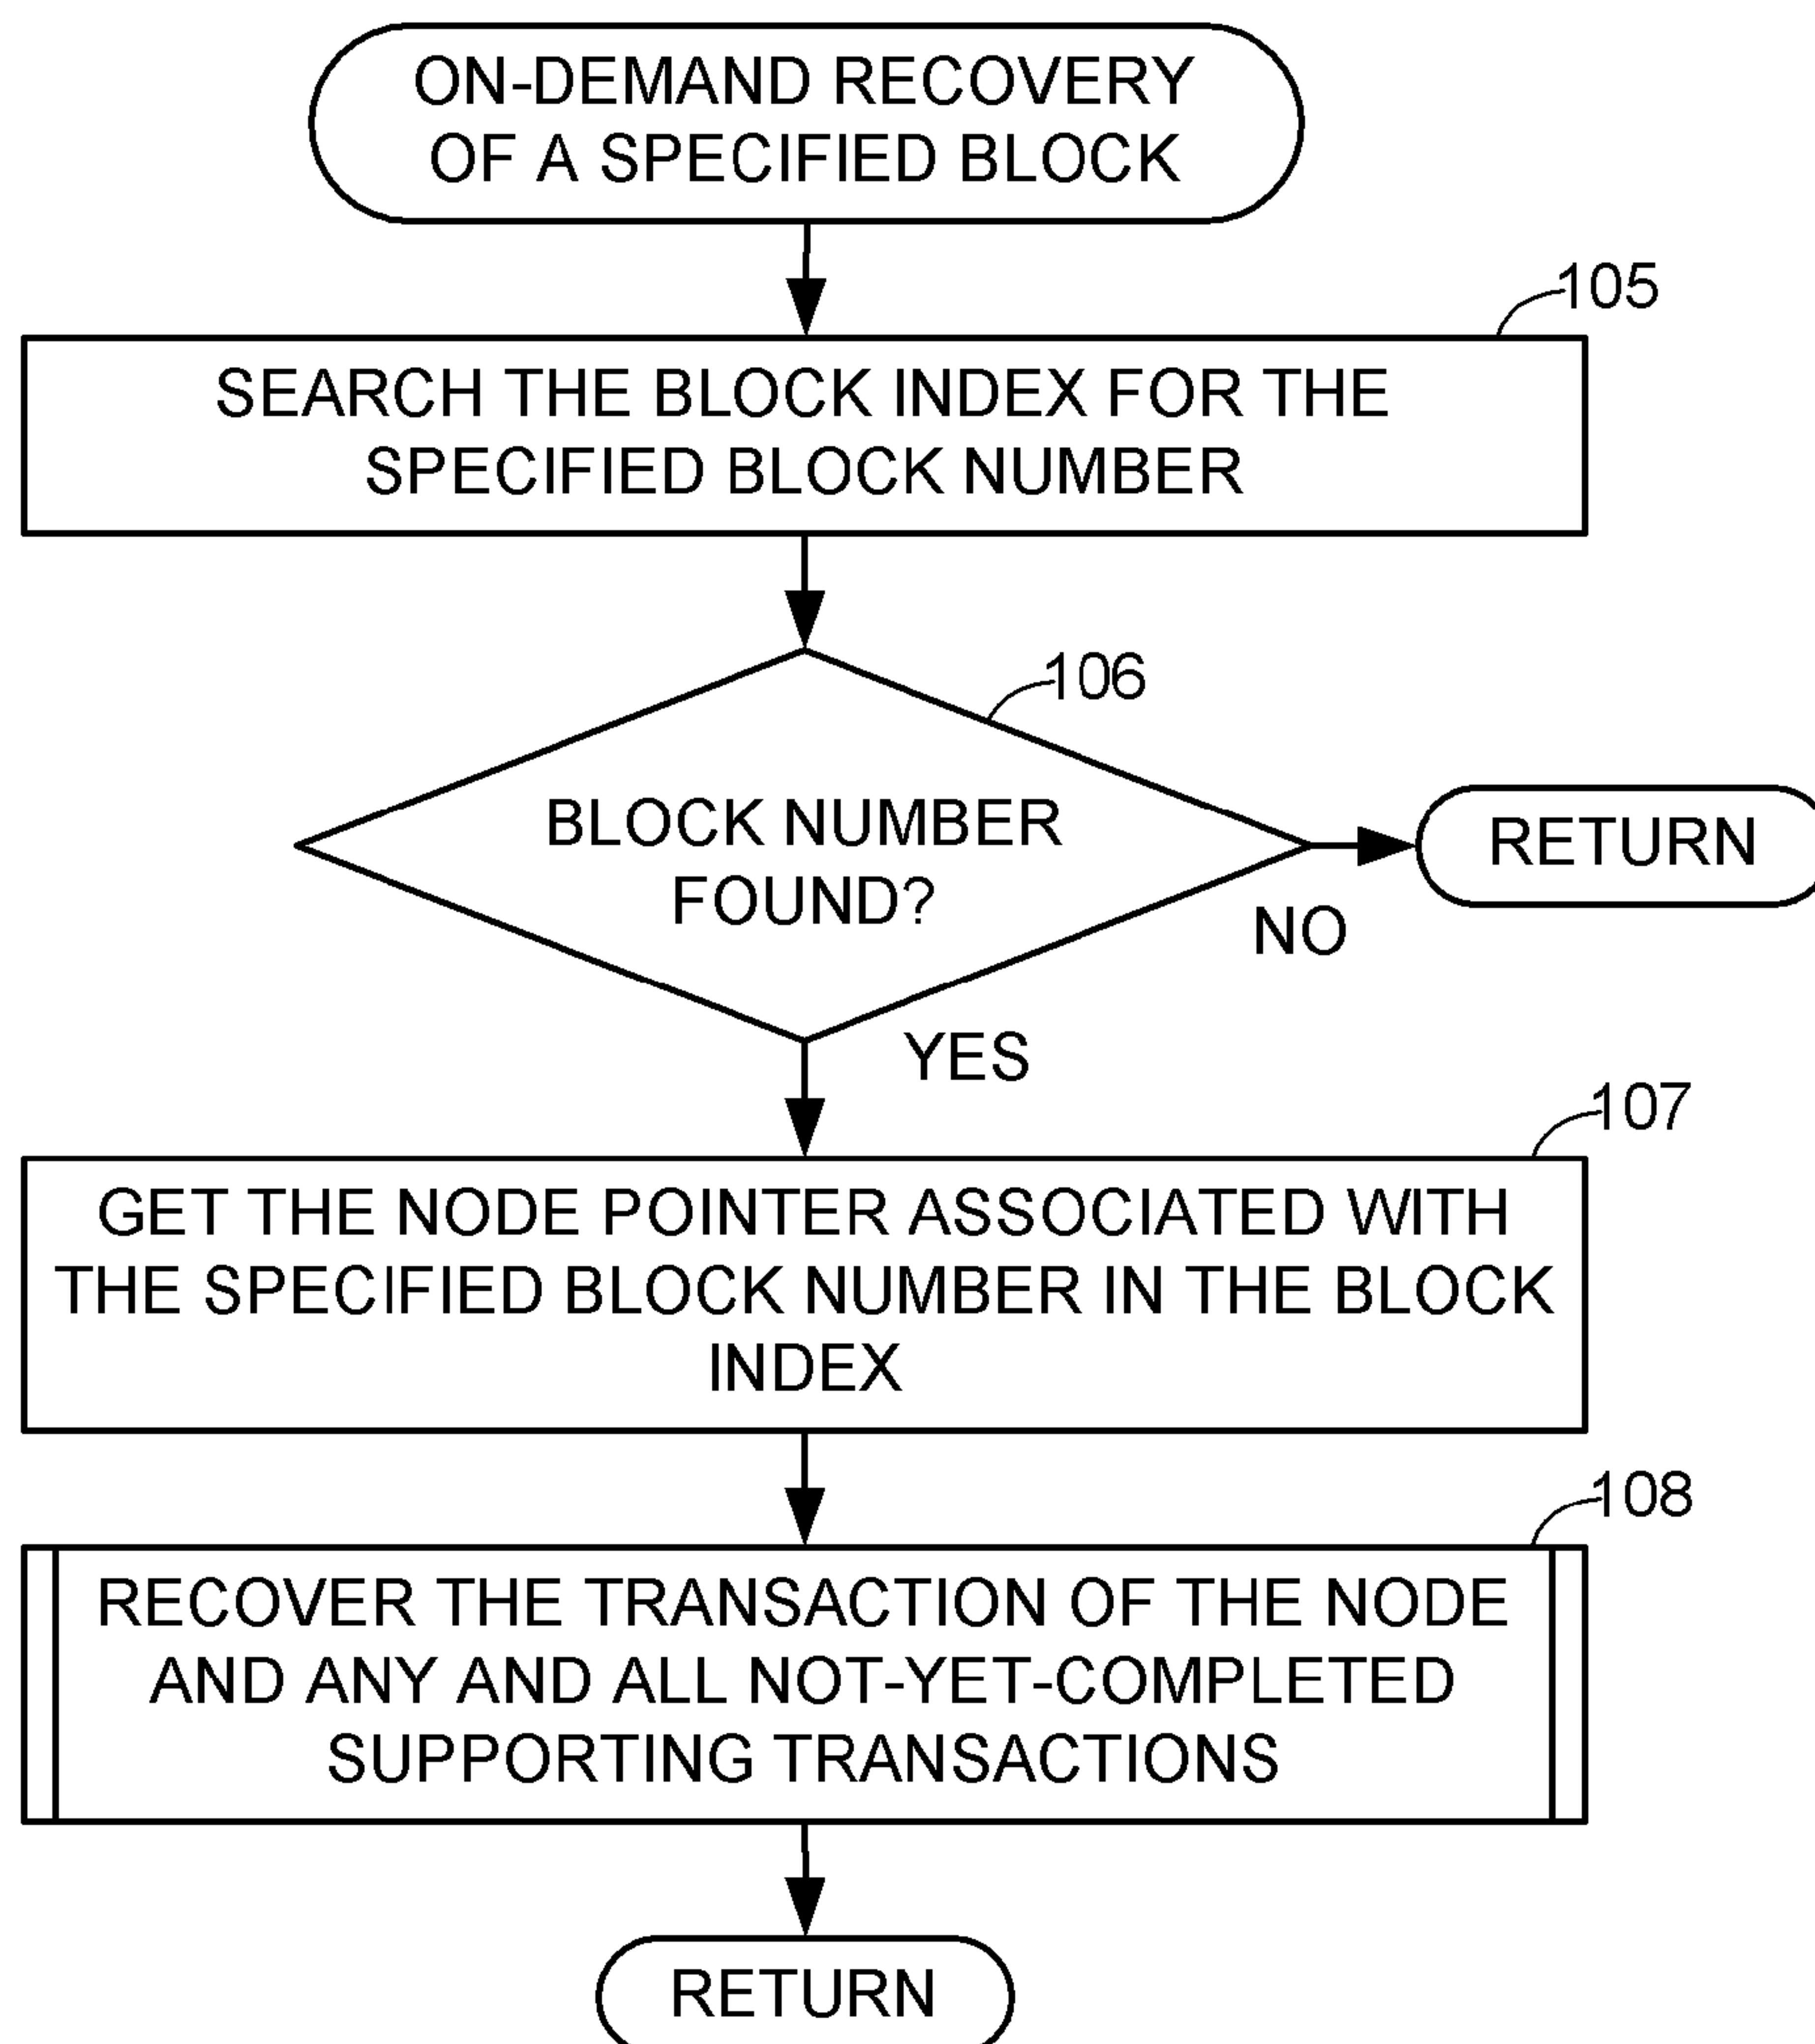 ON-DEMAND RECOVERY
OF A SPECIFIED BLOCK
105
SEARCH THE BLOCK INDEX FOR THE
SPECIFIED BLOCK NUMBER
106
BLOCK NUMBER
FOUND?
RETURN
NO
YES
107
GET THE NODE POINTER ASSOCIATED WITH
THE SPECIFIED BLOCK NUMBER IN THE BLOCK
INDEX
108
RECOVER THE TRANSACTION OF THE NODE
AND ANY AND ALL NOT-YET-COMPLETED
SUPPORTING TRANSACTIONS
RETURN